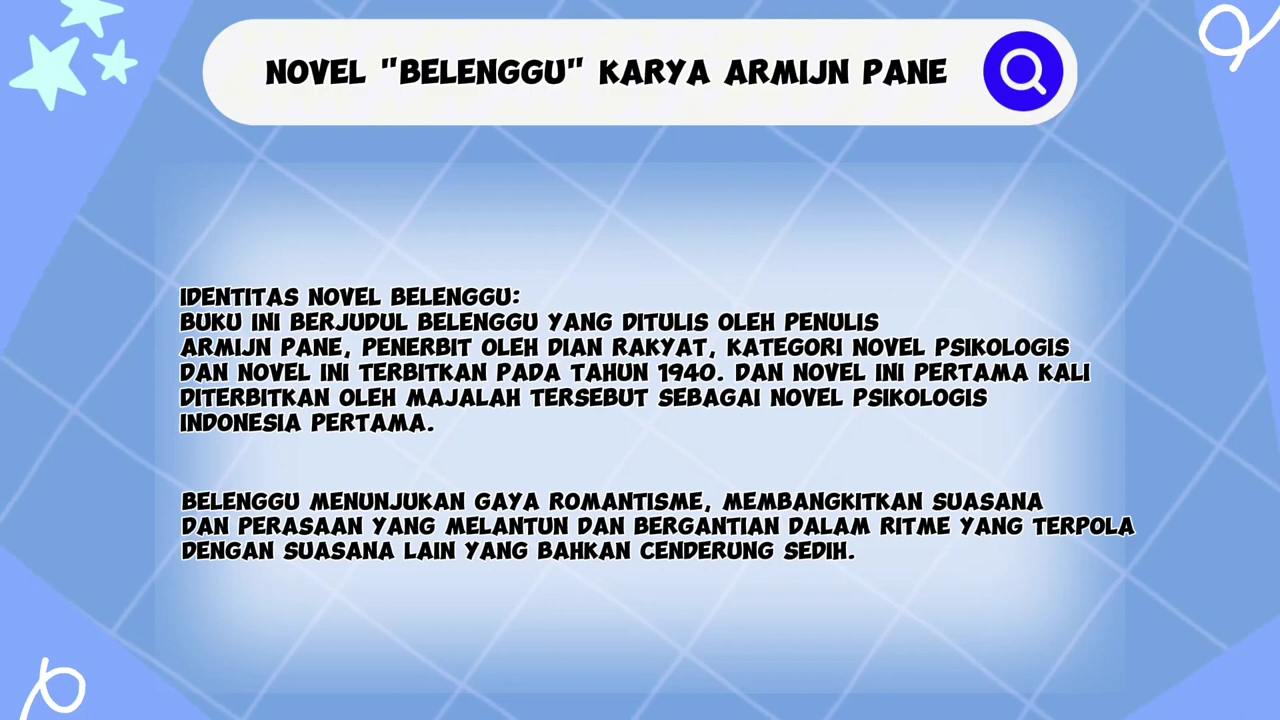 NOVEL "BELENGGU" KARYA ARMIJN PANE
IDENTITAS NOVEL BELENGGU:
BUKU INI BERJUDUL BELENGGU YANG DITULIS OLEH PENULIS
ARMIJN PANE, PENERBIT OLEH DIAN RAKYAT, KATEGORI NOVEL PSIKOLOGIS
DAN NOVEL INI TERBITKAN PADA TAHUN 1940. DAN NOVEL INI PERTAMA KALI
DITERBITKAN OLEH MAJALAH TERSEBUT SEBAGAI NOVEL PSIKOLOGIS
INDONESIA PERTAMA.
BELENGGU MENUNJUKAN GAYA ROMANTISME, MEMBANGKITKAN SUASANA
DAN PERASAAN YANG MELANTUN DAN BERGANTIAN DALAM RITME YANG TERPOLA
DENGAN SUASANA LAIN YANG BAHKAN CENDERUNG SEDIH.